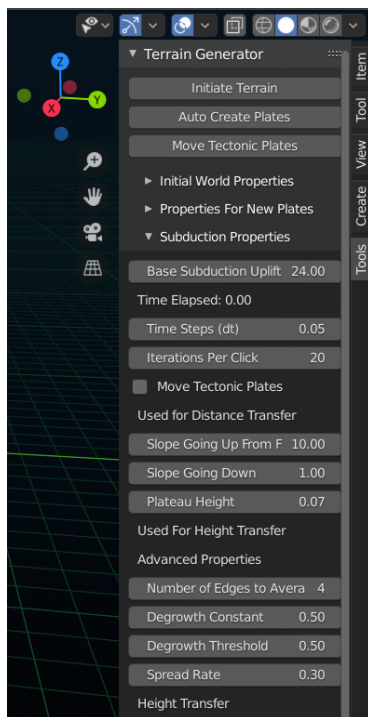 Terrain Generator
Z
Y
X
Initiate Terrain
Auto Create Plates
Move Tectonic Plates
Initial World Properties
Properties For New Plates
Subduction Properties
Base Subduction Uplift 24.00
Time Elapsed: 0.00
Time Steps (dt) 0.05
Iterations Per Click 20
Move Tectonic Plates
Used for Distance Transfer
Slope Going Up From F 10.00
Slope Going Down 1.00
Plateau Height 0.07
Used For Height Transfer
Advanced Properties
Number of Edges to Avera 4
Degrowth Constant 0.50
Degrowth Threshold 0.50
Spread Rate 0.30
Height Transfer
Item
Tool
View
Create
Tools